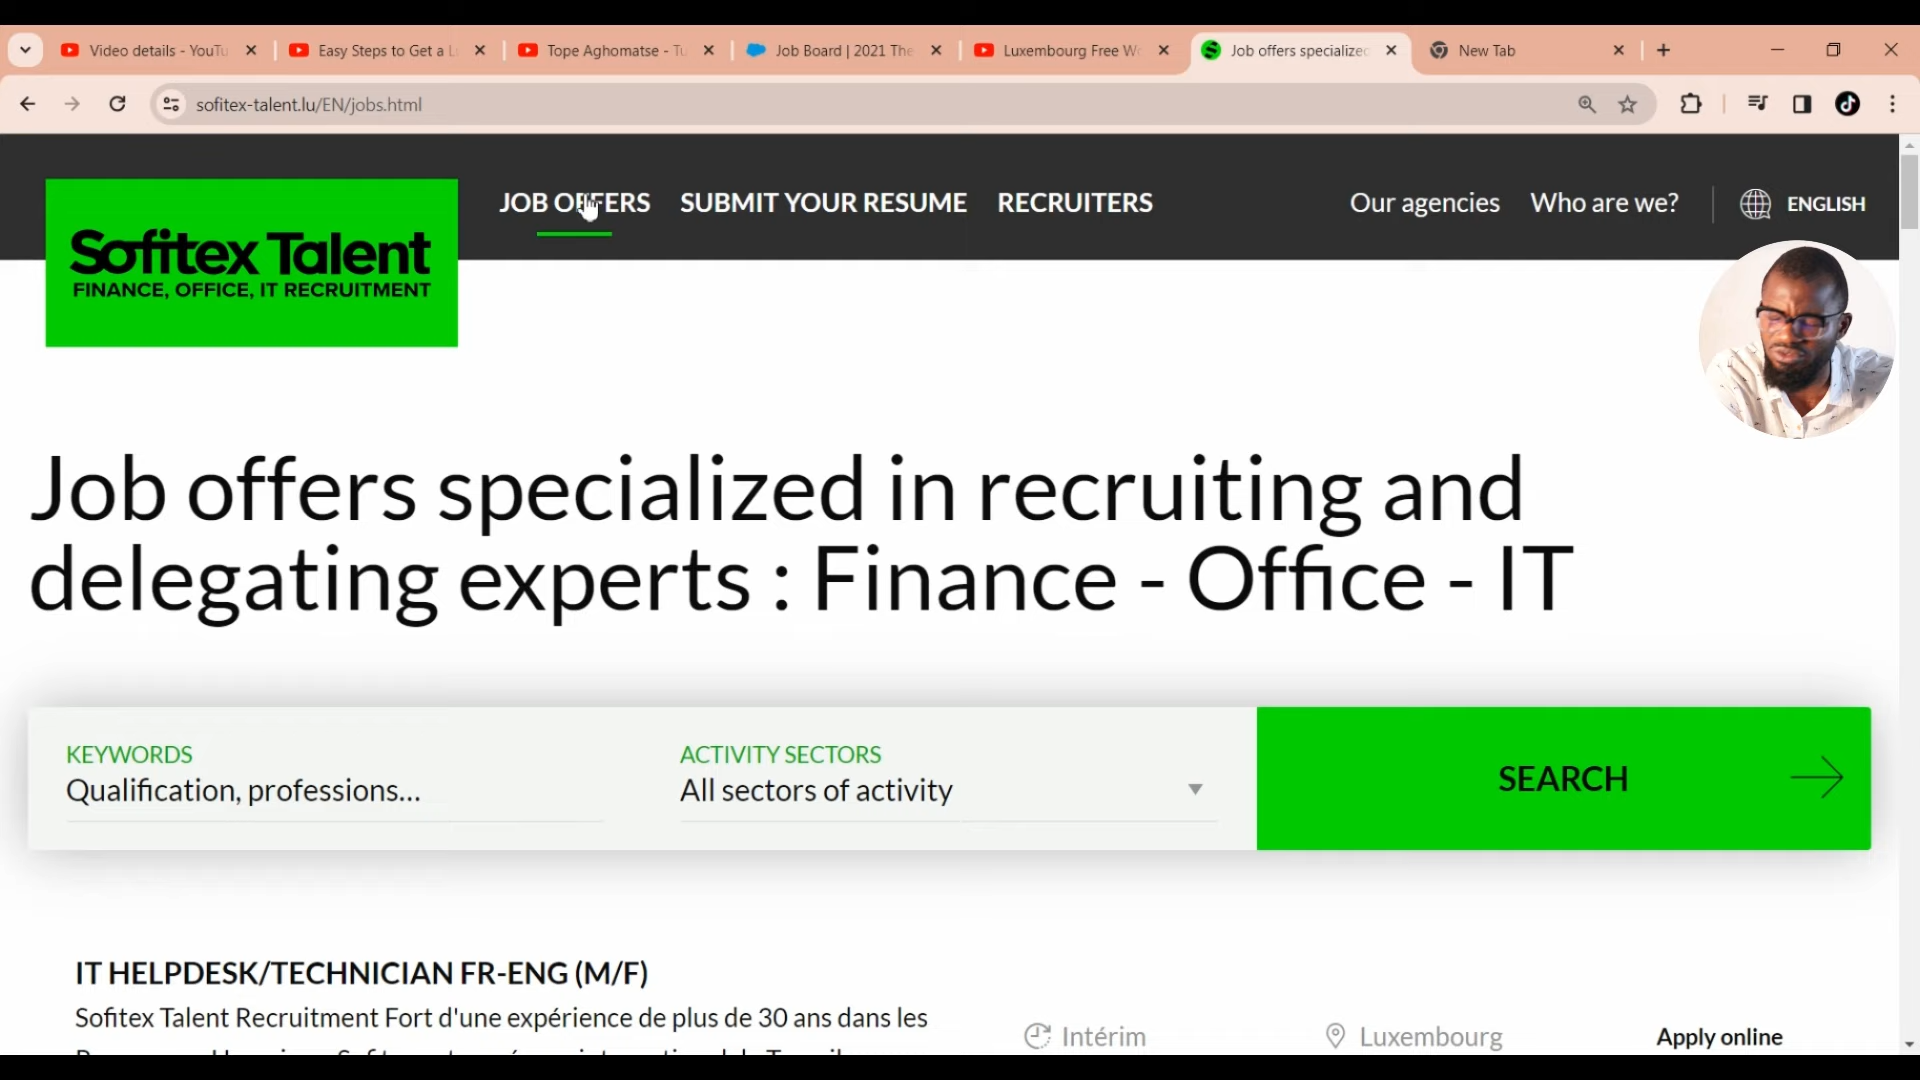 Video details - YouTu
Easy Steps to Get a L
Tope Aghomatse - Tu
Job Board | 2021 The
Luxembourg Free Wo
Job offers specialized
New Tab
sofitex-talent.lu/EN/jobs.html
JOB OFFERS
SUBMIT YOUR RESUME
RECRUITERS
Our agencies
Who are we?
ENGLISH
Sofitex Talent
FINANCE, OFFICE, IT RECRUITMENT
Job offers specialized in recruiting and
delegating experts : Finance - Office - IT
KEYWORDS
Qualification, professions...
ACTIVITY SECTORS
All sectors of activity
SEARCH
IT HELPDESK/TECHNICIAN FR-ENG (M/F)
Sofitex Talent Recruitment Fort d'une expérience de plus de 30 ans dans les
Intérim
Luxembourg
Apply online